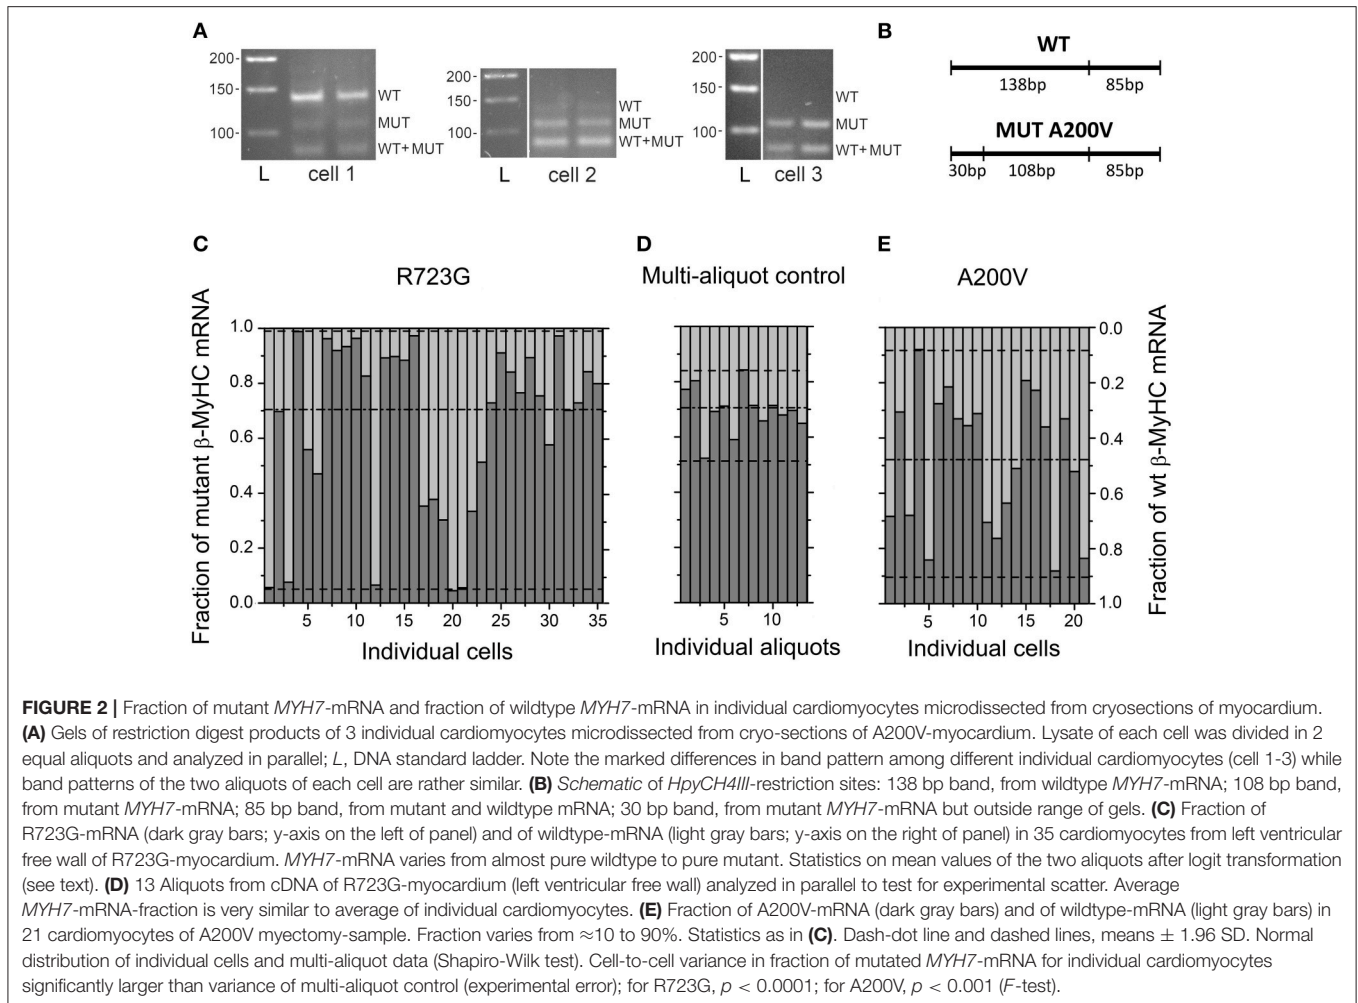 A
200-
150-
100-
WT
MUT
WT+MUT
L
cell 1
200-
150-
100-
WT
MUT
WT+MUT
L
cell 2
200-
150-
100-
WT
MUT
WT+MUT
L
cell 3
B
WT
138bp
85bp
MUT A200V
30bp
108bp
85bp
C
R723G
Fraction of mutant β-MyHC mRNA
1.0
0.8
0.6
0.4
0.2
0.0
5
10
15
20
25
30
35
Individual cells
D
Multi-aliquot control
5
10
Individual aliquots
E
A200V
0.0
0.2
0.4
0.6
0.8
1.0
Fraction of wt β-MyHC mRNA
5
10
15
20
Individual cells
FIGURE 2 | Fraction of mutant MYH7-mRNA and fraction of wildtype MYH7-mRNA in individual cardiomyocytes microdissected from cryosections of myocardium.
(A) Gels of restriction digest products of 3 individual cardiomyocytes microdissected from cryo-sections of A200V-myocardium. Lysate of each cell was divided in 2
equal aliquots and analyzed in parallel; L, DNA standard ladder. Note the marked differences in band pattern among different individual cardiomyocytes (cell 1-3) while
band patterns of the two aliquots of each cell are rather similar. (B) Schematic of HpyCH4III-restriction sites: 138 bp band, from wildtype MYH7-mRNA; 108 bp band,
from mutant MYH7-mRNA; 85 bp band, from mutant and wildtype mRNA; 30 bp band, from mutant MYH7-mRNA but outside range of gels. (C) Fraction of
R723G-mRNA (dark gray bars; y-axis on the left of panel) and of wildtype-mRNA (light gray bars; y-axis on the right of panel) in 35 cardiomyocytes from left ventricular
free wall of R723G-myocardium. MYH7-mRNA varies from almost pure wildtype to pure mutant. Statistics on mean values of the two aliquots after logit transformation
(see text). (D) 13 Aliquots from cDNA of R723G-myocardium (left ventricular free wall) analyzed in parallel to test for experimental scatter. Average
MYH7-mRNA-fraction is very similar to average of individual cardiomyocytes. (E) Fraction of A200V-mRNA (dark gray bars) and of wildtype-mRNA (light gray bars) in
21 cardiomyocytes of A200V myectomy-sample. Fraction varies from ≈10 to 90%. Statistics as in (C). Dash-dot line and dashed lines, means ± 1.96 SD. Normal
distribution of individual cells and multi-aliquot data (Shapiro-Wilk test). Cell-to-cell variance in fraction of mutated MYH7-mRNA for individual cardiomyocytes
significantly larger than variance of multi-aliquot control (experimental error); for R723G, p < 0.0001; for A200V, p < 0.001 (F-test).